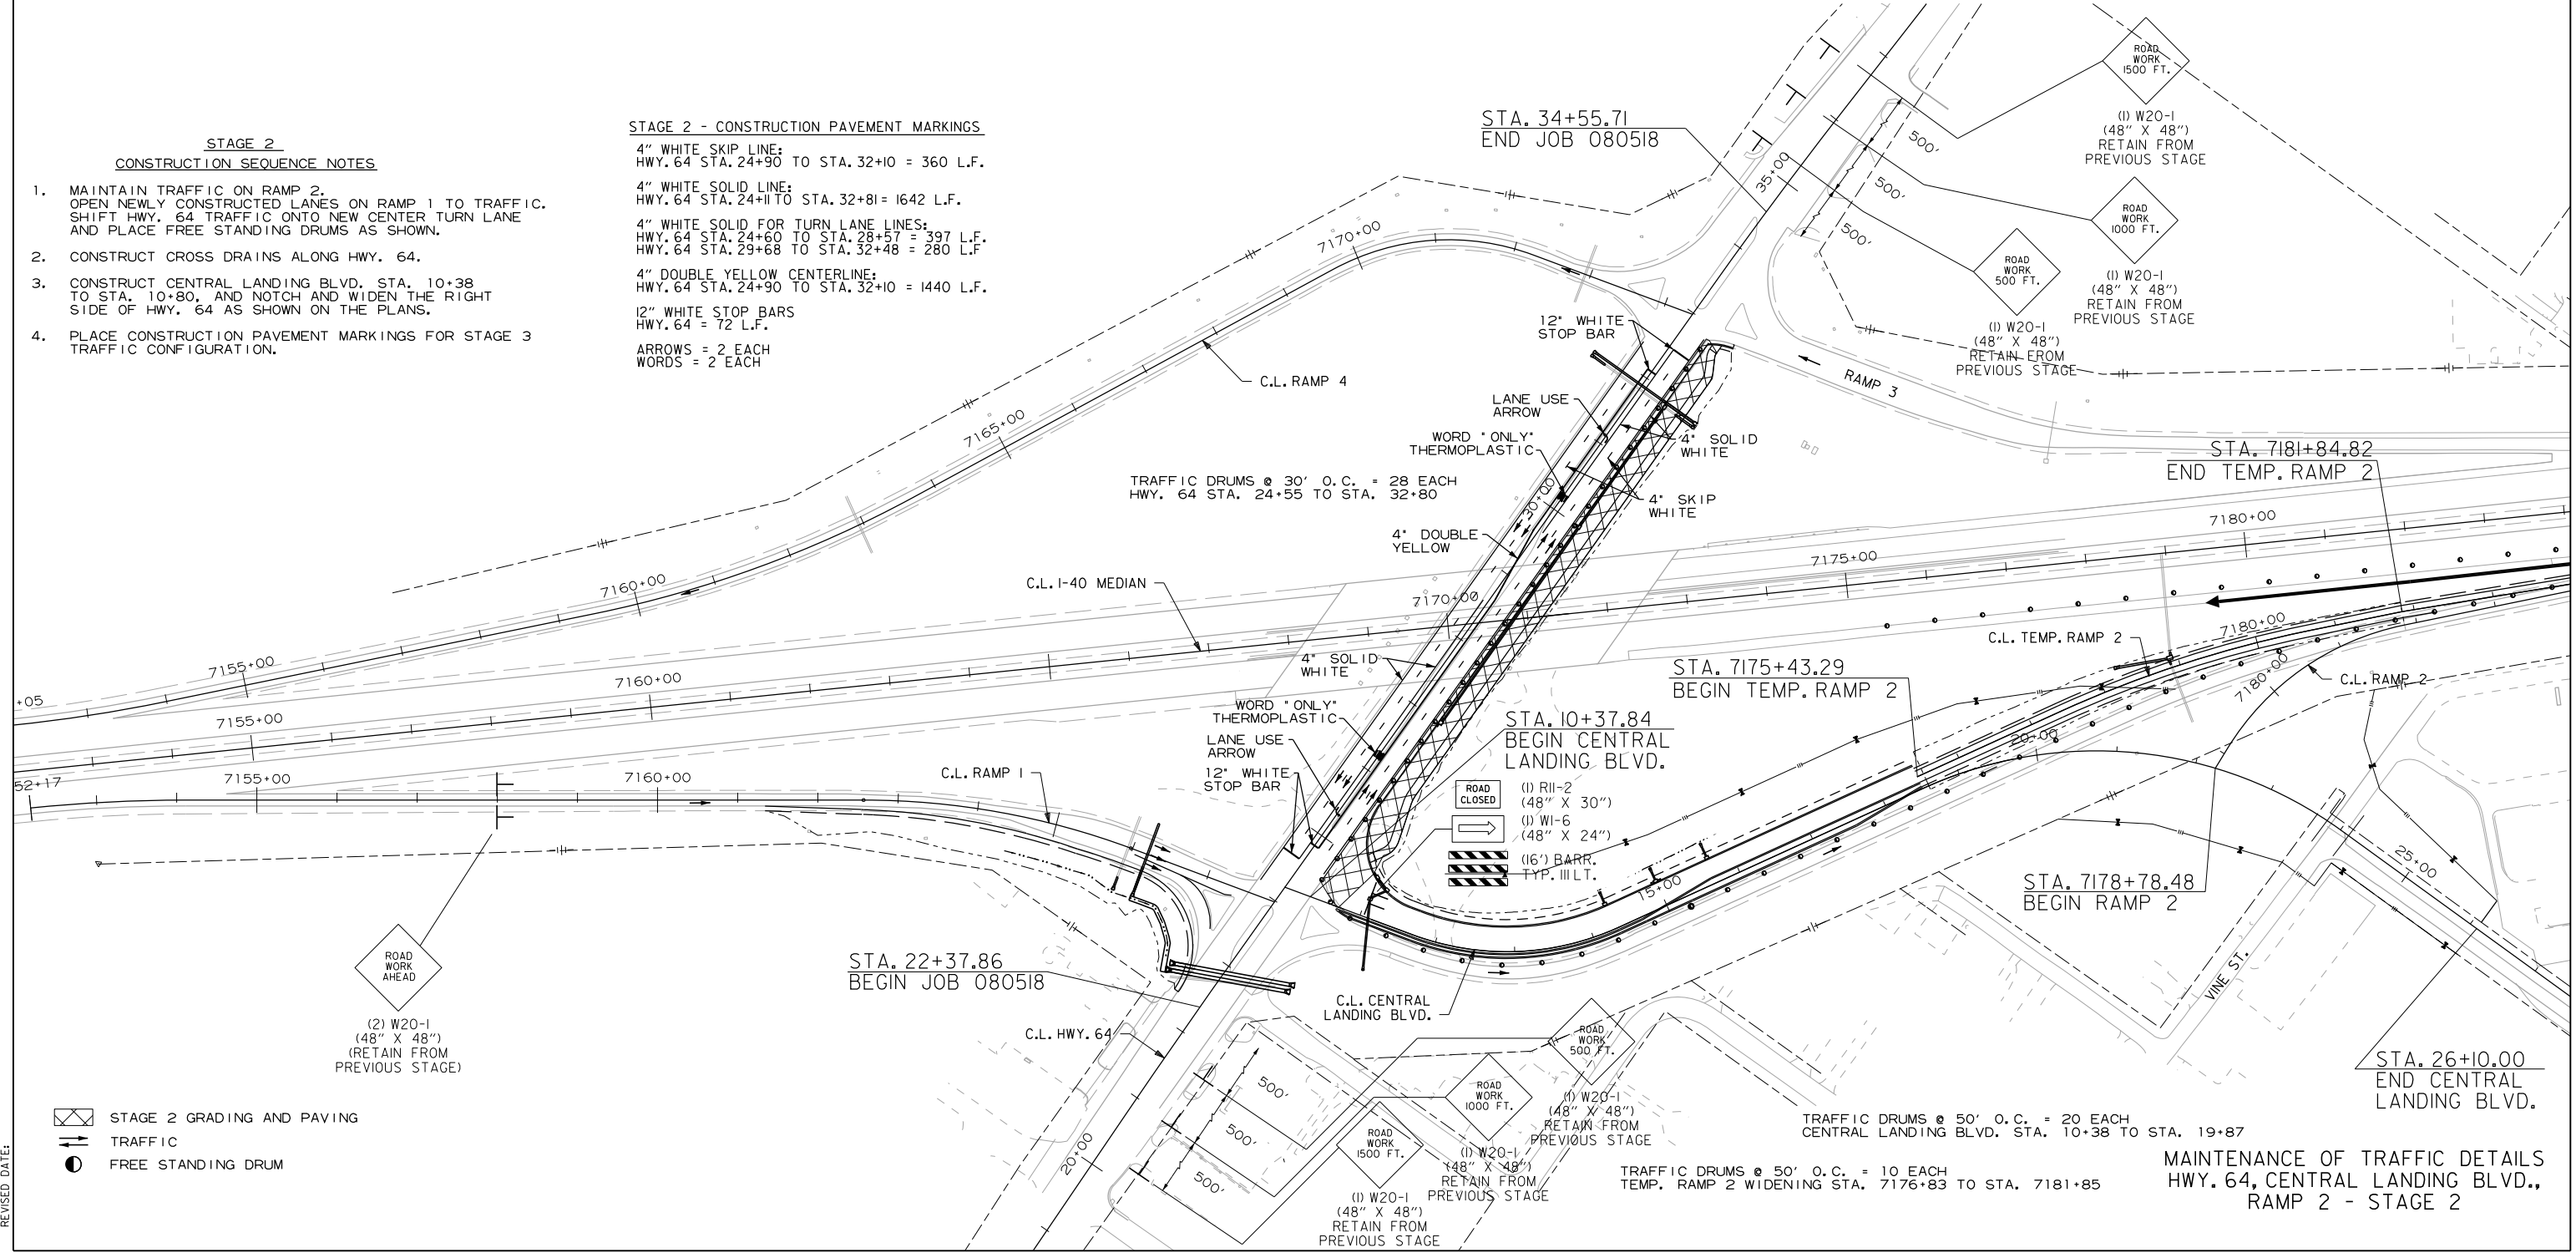 STAGE 2
CONSTRUCTION SEQUENCE NOTES
1. MAINTAIN TRAFFIC ON RAMP 2.
OPEN NEWLY CONSTRUCTED LANES ON RAMP 1 TO TRAFFIC.
SHIFT HWY. 64 TRAFFIC ONTO NEW CENTER TURN LANE
AND PLACE FREE STANDING DRUMS AS SHOWN.
2. CONSTRUCT CROSS DRAINS ALONG HWY. 64.
3. CONSTRUCT CENTRAL LANDING BLVD. STA. 10+38
TO STA. 10+80, AND NOTCH AND WIDEN THE RIGHT
SIDE OF HWY. 64 AS SHOWN ON THE PLANS.
4. PLACE CONSTRUCTION PAVEMENT MARKINGS FOR STAGE 3
TRAFFIC CONFIGURATION.
STAGE 2 - CONSTRUCTION PAVEMENT MARKINGS
4" WHITE SKIP LINE:
HWY. 64 STA. 24+90 TO STA. 32+10 = 360 L.F.
4" WHITE SOLID LINE:
HWY. 64 STA. 24+11 TO STA. 32+81 = 1642 L.F.
4" WHITE SOLID FOR TURN LANE LINES:
HWY. 64 STA. 24+60 TO STA. 28+57 = 397 L.F.
HWY. 64 STA. 29+68 TO STA. 32+48 = 280 L.F
4" DOUBLE YELLOW CENTERLINE:
HWY. 64 STA. 24+90 TO STA. 32+10 = 1440 L.F.
12" WHITE STOP BARS
HWY. 64 = 72 L.F.
ARROWS = 2 EACH
WORDS = 2 EACH
STA. 34+55.71
END JOB 080518
35+00
500'
500'
500'
ROAD
WORK
1500 FT.
(1) W20-1
(48" X 48")
RETAIN FROM
PREVIOUS STAGE
ROAD
WORK
1000 FT.
(1) W20-1
(48" X 48")
RETAIN FROM
PREVIOUS STAGE
ROAD
WORK
500 FT.
(1) W20-1
(48" X 48")
RETAIN FROM
PREVIOUS STAGE
7170+00
7165+00
7160+00
7155+00
C.L. RAMP 4
12" WHITE
STOP BAR
RAMP 3
LANE USE
ARROW
WORD "ONLY"
THERMOPLASTIC
4" SOLID
WHITE
4" SKIP
WHITE
30+00
TRAFFIC DRUMS @ 30' O.C. = 28 EACH
HWY. 64 STA. 24+55 TO STA. 32+80
4" DOUBLE
YELLOW
STA. 7181+84.82
END TEMP. RAMP 2
7180+00
7175+00
7170+00
7160+00
7155+00
C.L. I-40 MEDIAN
+05
C.L. TEMP. RAMP 2
7180+00
7180+00
C.L. RAMP 2
4" SOLID
WHITE
STA. 7175+43.29
BEGIN TEMP. RAMP 2
WORD "ONLY"
THERMOPLASTIC
LANE USE
ARROW
12" WHITE
STOP BAR
STA. 10+37.84
BEGIN CENTRAL
LANDING BLVD.
ROAD
CLOSED
(1) R11-2
(48" X 30")
(1) W1-6
(48" X 24")
(16') BARR.
TYP. III LT.
20+00
15+00
25+00
52+17
7155+00
7160+00
C.L. RAMP 1
STA. 7178+78.48
BEGIN RAMP 2
VINE ST.
ROAD
WORK
AHEAD
(2) W20-1
(48" X 48")
(RETAIN FROM
PREVIOUS STAGE)
STA. 22+37.86
BEGIN JOB 080518
C.L. HWY. 64
C.L. CENTRAL
LANDING BLVD.
20+00
500'
500'
500'
ROAD
WORK
500 FT.
(1) W20-1
(48" X 48")
RETAIN FROM
PREVIOUS STAGE
ROAD
WORK
1000 FT.
(1) W20-1
(48" X 48")
RETAIN FROM
PREVIOUS STAGE
ROAD
WORK
1500 FT.
(1) W20-1
(48" X 48")
RETAIN FROM
PREVIOUS STAGE
STA. 26+10.00
END CENTRAL
LANDING BLVD.
TRAFFIC DRUMS @ 50' O.C. = 20 EACH
CENTRAL LANDING BLVD. STA. 10+38 TO STA. 19+87
TRAFFIC DRUMS @ 50' O.C. = 10 EACH
TEMP. RAMP 2 WIDENING STA. 7176+83 TO STA. 7181+85
STAGE 2 GRADING AND PAVING
TRAFFIC
FREE STANDING DRUM
REVISED DATE:
MAINTENANCE OF TRAFFIC DETAILS
HWY. 64, CENTRAL LANDING BLVD.,
RAMP 2 - STAGE 2